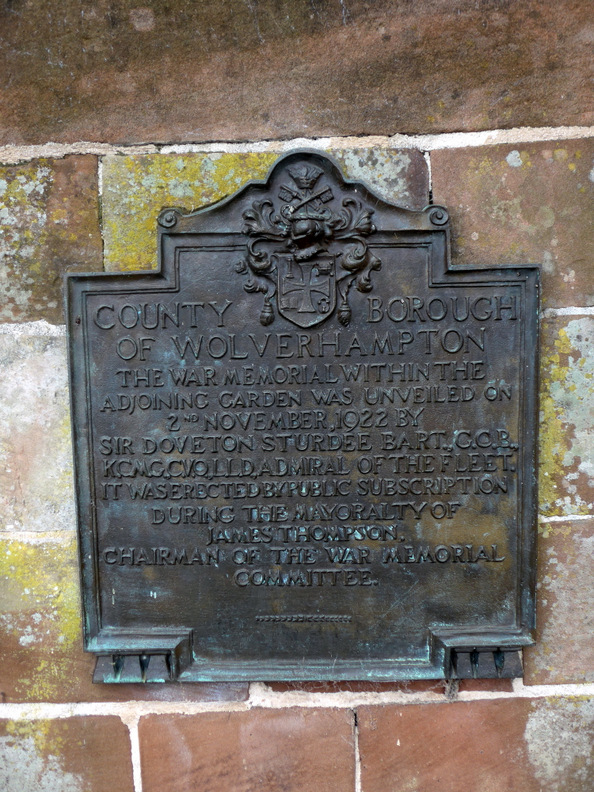 COUNTY BOROUGH
OF WOLVERHAMPTON
THE WAR MEMORIAL WITHIN THE
ADJOINING GARDEN WAS UNVEILED ON
2ND NOVEMBER, 1922 BY
SIR DOVETON STURDEE BART., G.C.B.,
K.C.M.G., C.V.O., LL.D. ADMIRAL OF THE FLEET.
IT WAS ERECTED BY PUBLIC SUBSCRIPTION
DURING THE MAYORALTY OF
JAMES THOMPSON,
CHAIRMAN OF THE WAR MEMORIAL
COMMITTEE.